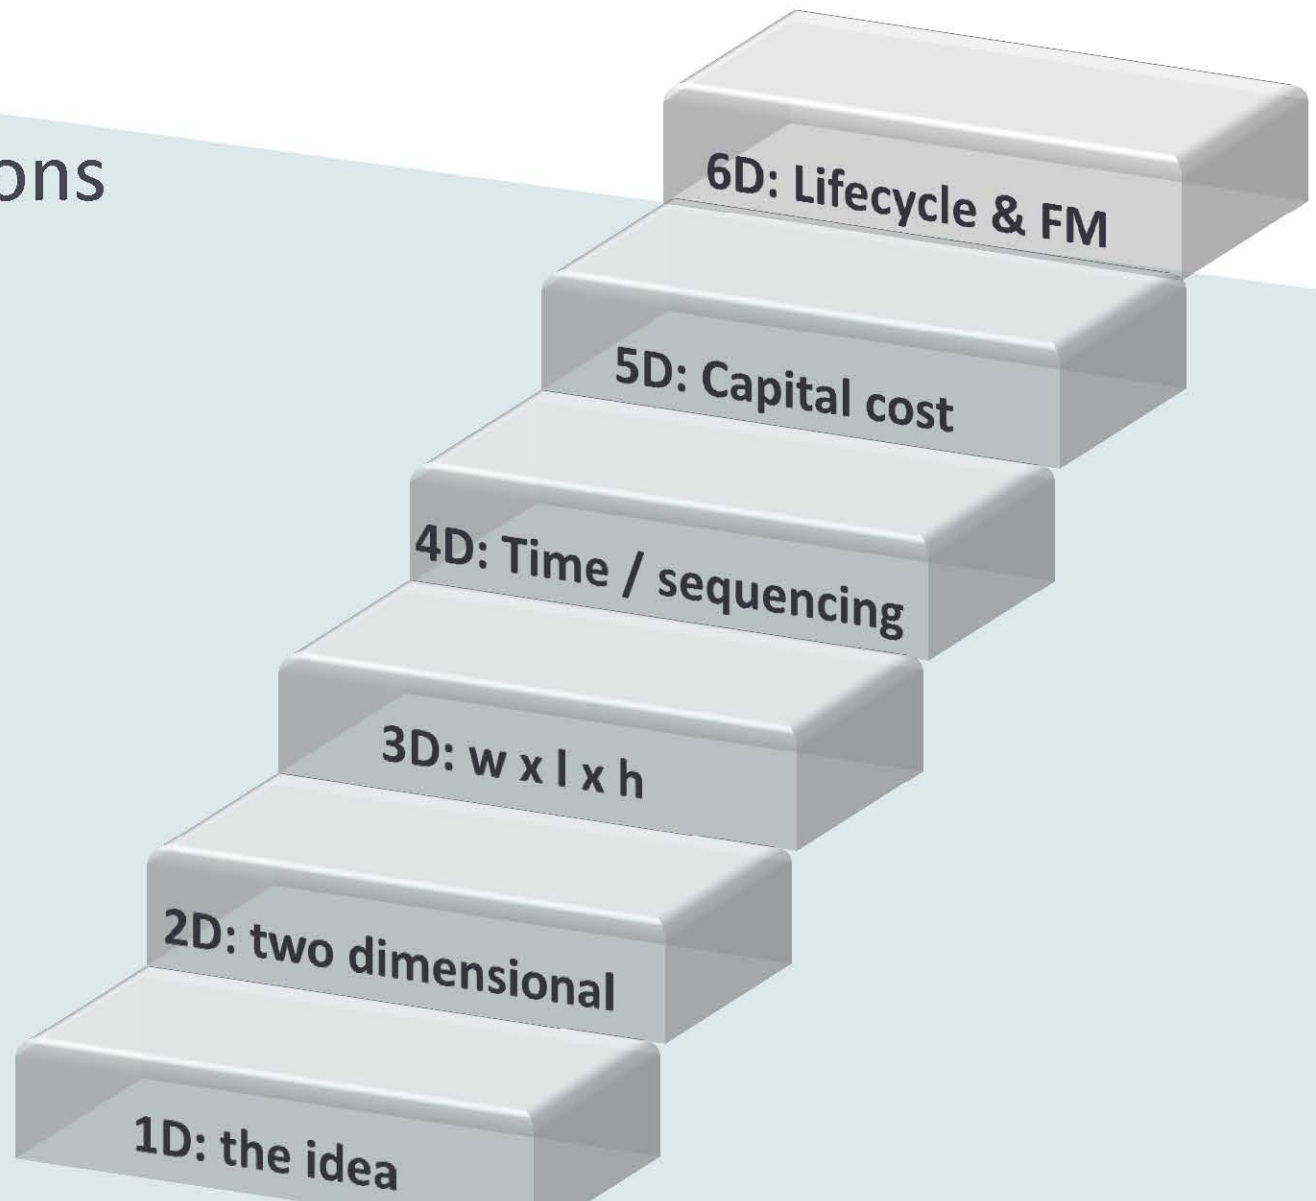 ons
6D: Lifecycle & FM
5D: Capital cost
4D: Time / sequencing
3D: w x l x h
2D: two dimensional
1D: the idea